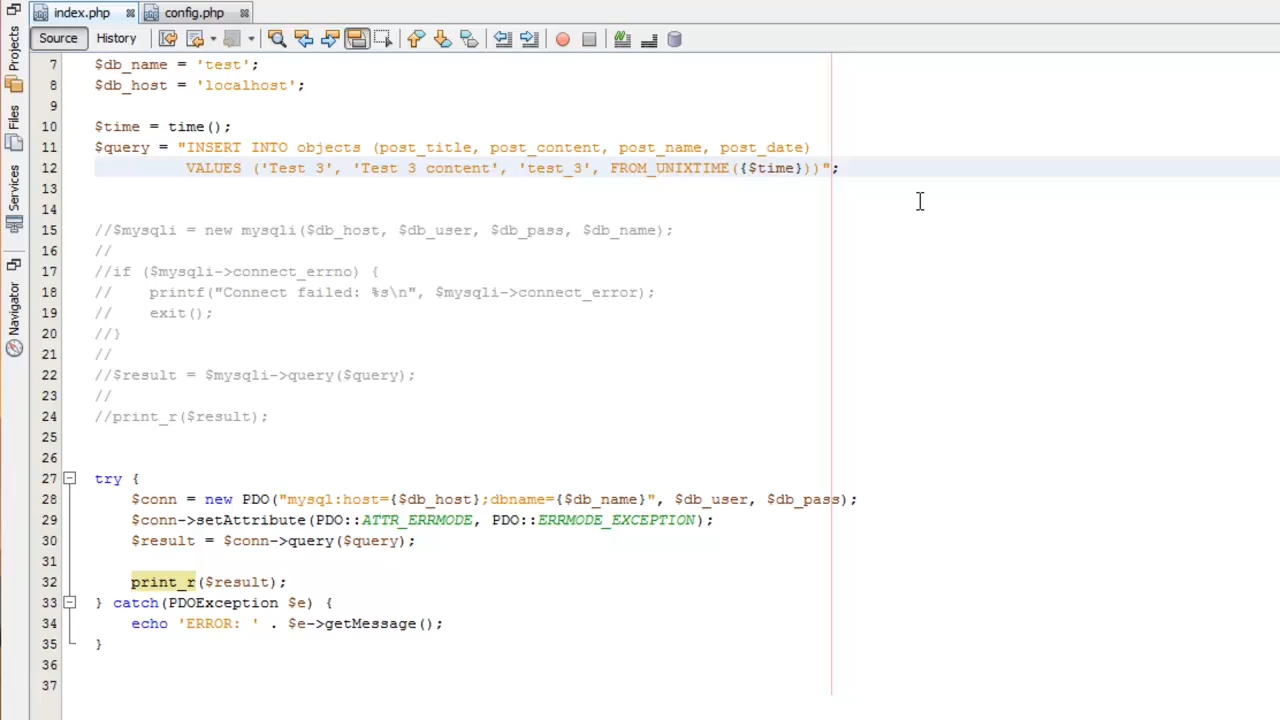 index.php config.php
Source History
Projects
Files
Services
Navigator
7 $db_name = 'test';
8 $db_host = 'localhost';
9
10 $time = time();
11 $query = "INSERT INTO objects (post_title, post_content, post_name, post_date)
12 VALUES ('Test 3', 'Test 3 content', 'test_3', FROM_UNIXTIME({$time}))";
13
14
15 //$mysqli = new mysqli($db_host, $db_user, $db_pass, $db_name);
16 //
17 //if ($mysqli->connect_errno) {
18 // printf("Connect failed: %s\n", $mysqli->connect_error);
19 // exit();
20 //}
21 //
22 //$result = $mysqli->query($query);
23 //
24 //print_r($result);
25
26
27 try {
28 $conn = new PDO("mysql:host={$db_host};dbname={$db_name}", $db_user, $db_pass);
29 $conn->setAttribute(PDO::ATTR_ERRMODE, PDO::ERRMODE_EXCEPTION);
30 $result = $conn->query($query);
31
32 print_r($result);
33 } catch(PDOException $e) {
34 echo 'ERROR: ' . $e->getMessage();
35 }
36
37